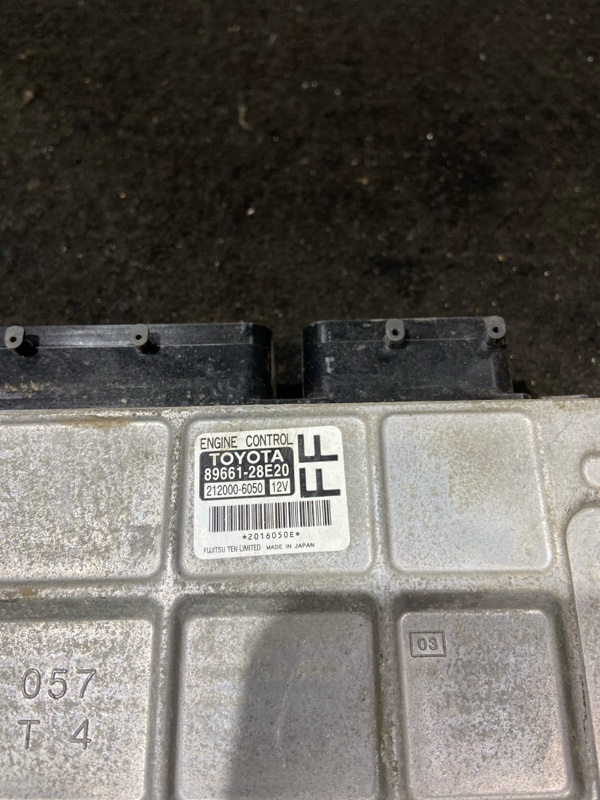 ENGINE CONTROL
TOYOTA
89661-28E20
212000-6050 12V
FF
*2016050E*
FUJITSU TEN LIMITED MADE IN JAPAN
03
057
T 4